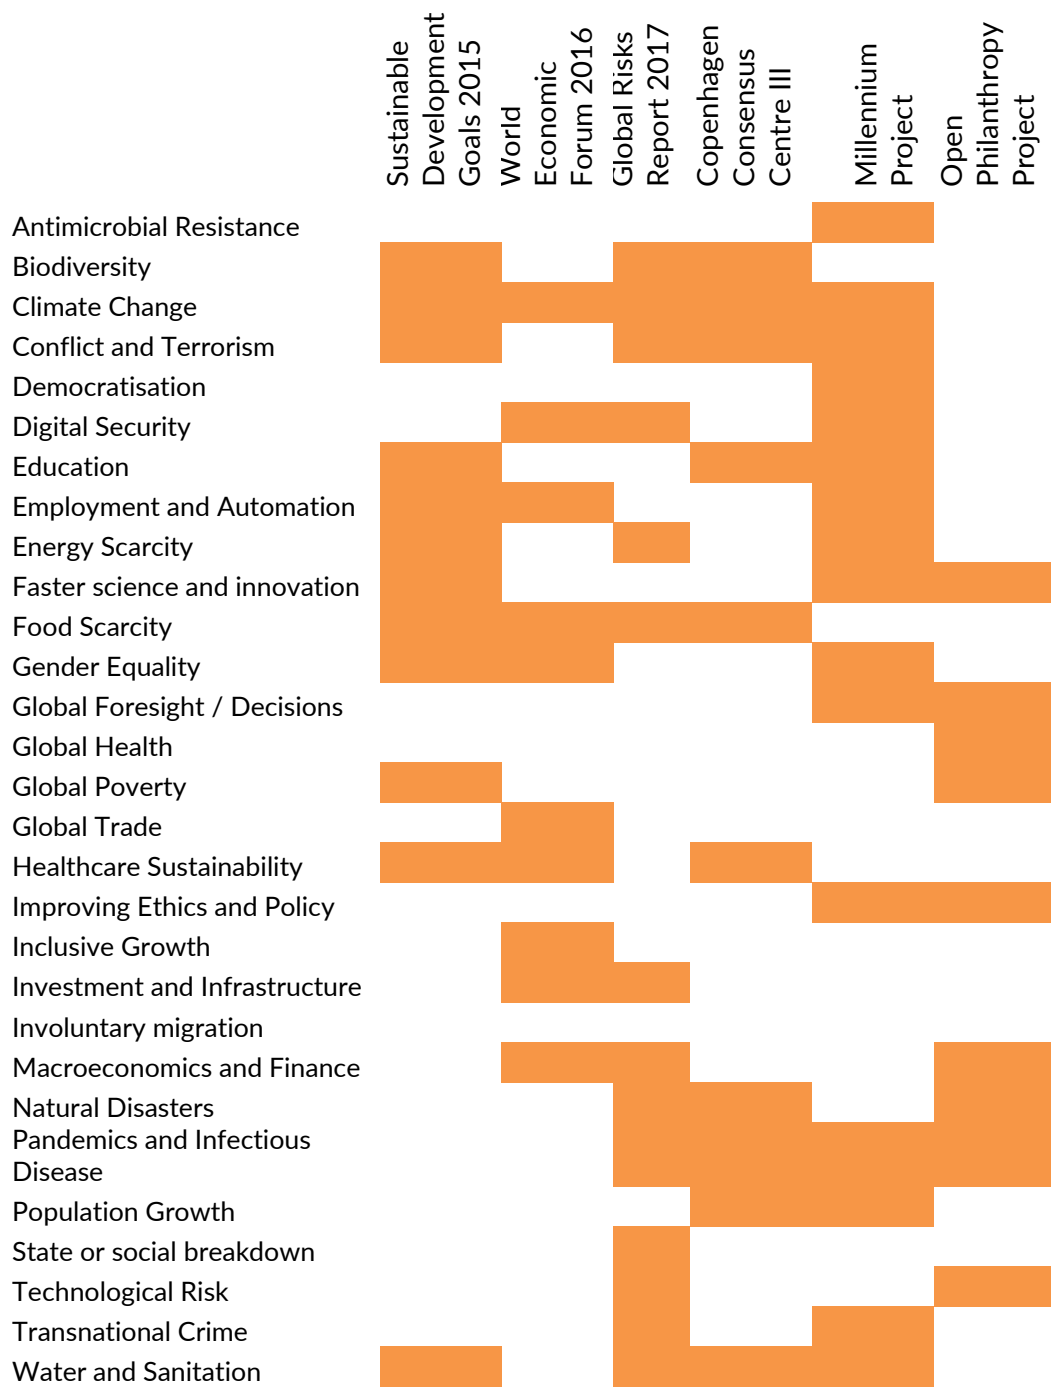 Sustainable
Development
Goals 2015
World
Economic
Forum 2016
Global Risks
Report 2017
Copenhagen
Consensus
Centre III
Millennium
Project
Open
Philanthropy
Project
Antimicrobial Resistance
Biodiversity
Climate Change
Conflict and Terrorism
Democratisation
Digital Security
Education
Employment and Automation
Energy Scarcity
Faster science and innovation
Food Scarcity
Gender Equality
Global Foresight / Decisions
Global Health
Global Poverty
Global Trade
Healthcare Sustainability
Improving Ethics and Policy
Inclusive Growth
Investment and Infrastructure
Involuntary migration
Macroeconomics and Finance
Natural Disasters
Pandemics and Infectious
Disease
Population Growth
State or social breakdown
Technological Risk
Transnational Crime
Water and Sanitation